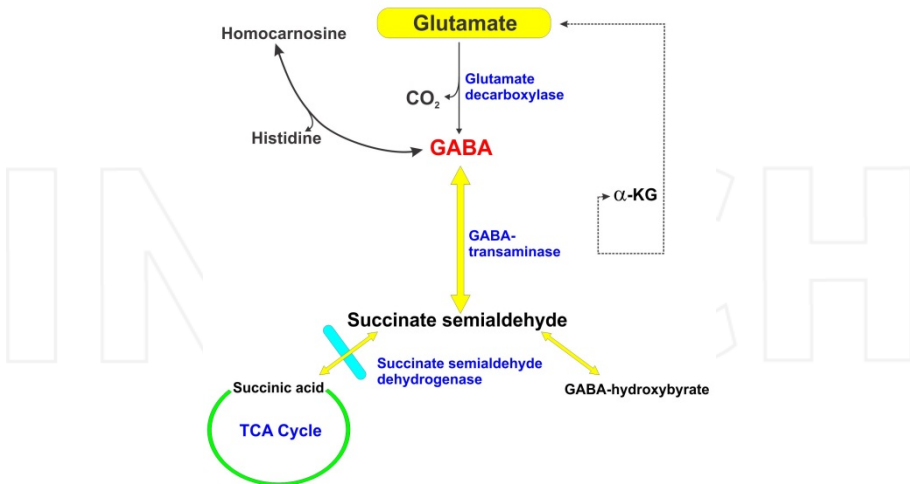 Glutamate
Homocarnosine
Glutamate
decarboxylase
CO₂
Histidine
GABA
α-KG
GABA-
transaminase
Succinate semialdehyde
Succinate semialdehyde
dehydrogenase
Succinic acid
GABA-hydroxybyrate
TCA Cycle